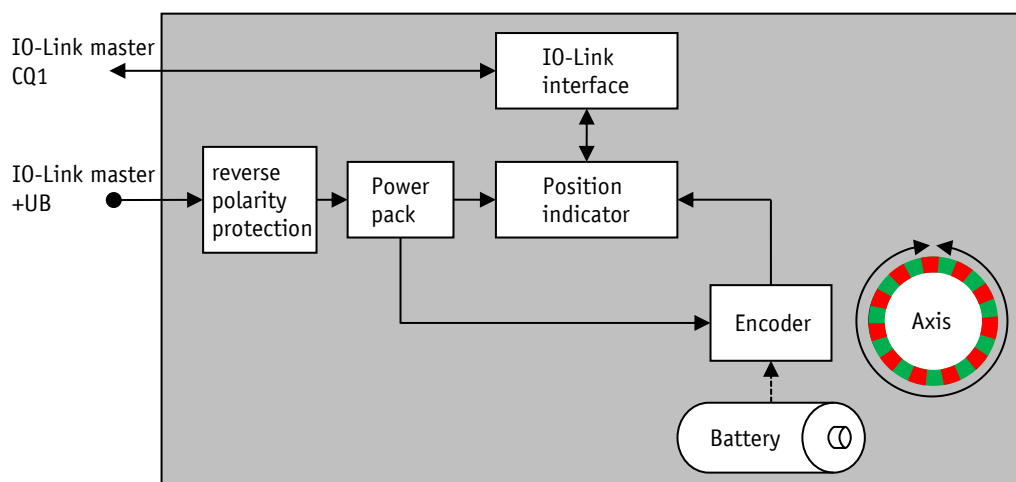 IO-Link master
CQ1
IO-Link
interface
IO-Link master
+UB
reverse
polarity
protection
Power
pack
Position
indicator
Encoder
Axis
Battery